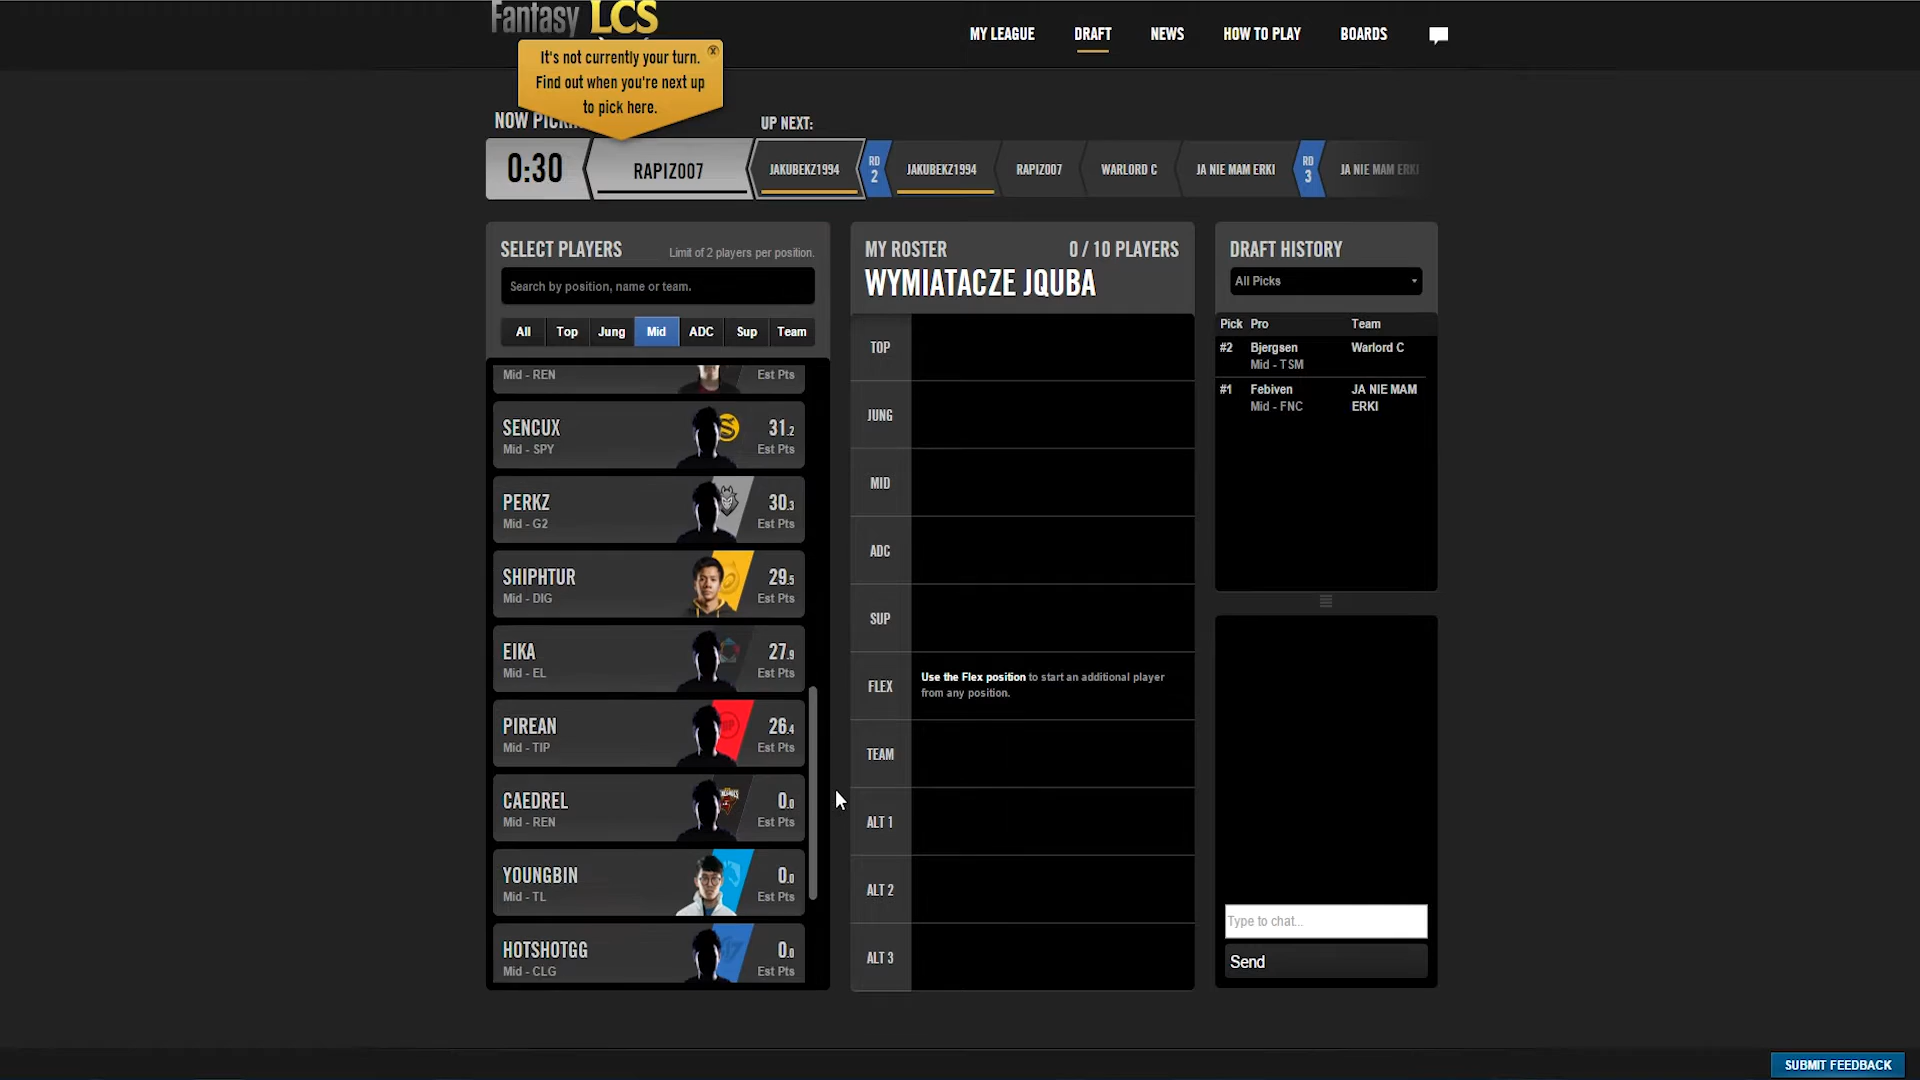 Fantasy LCS
MY LEAGUE
DRAFT
NEWS
HOW TO PLAY
BOARDS
It's not currently your turn.
Find out when you're next up
to pick here.
UP NEXT:
0:30
RAPIZ007
JAKUBEKZ1994
RD
2
JAKUBEKZ1994
RAPIZ007
WARLORD C
JA NIE MAM ERKI
RD
3
JA NIE MAM ERKI
SELECT PLAYERS
Limit of 2 players per position.
Search by position, name or team.
All
Top
Jung
Mid
ADC
Sup
Team
Mid - REN
Est Pts
SENCUX
31.2
Mid - SPY
Est Pts
PERKZ
30.3
Mid - G2
Est Pts
SHIPHTUR
29.5
Mid - DIG
Est Pts
EIKA
27.9
Mid - EL
Est Pts
PIREAN
26.4
Mid - TIP
Est Pts
CAEDREL
0.0
Mid - REN
Est Pts
YOUNGBIN
0.0
Mid - TL
Est Pts
HOTSHOTGG
0.0
Mid - CLG
Est Pts
MY ROSTER
0 / 10 PLAYERS
WYMIATACZE JQUBA
TOP
JUNG
MID
ADC
SUP
FLEX
Use the Flex position to start an additional player
from any position.
TEAM
ALT 1
ALT 2
ALT 3
DRAFT HISTORY
All Picks
Pick Pro Team
#2 Bjergsen Warlord C
Mid - TSM
#1 Febiven JA NIE MAM
Mid - FNC ERKI
Type to chat...
Send
SUBMIT FEEDBACK